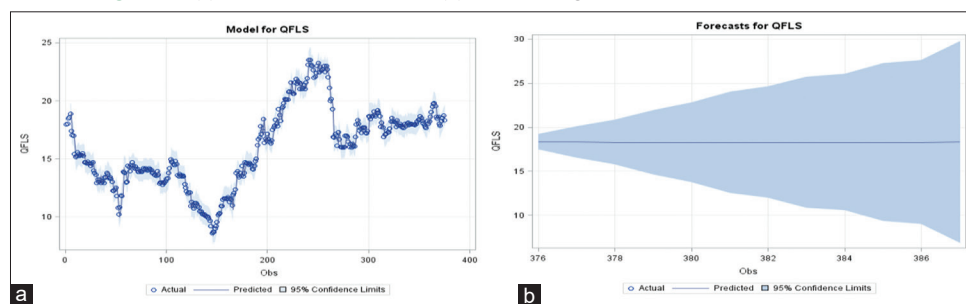 Model for QFLS
25
20
15
10
QFLS
0
100
200
300
400
Obs
Actual
Predicted
95% Confidence Limits
a
Forecasts for QFLS
30
25
20
15
10
QFLS
376
378
380
382
384
386
Obs
Actual
Predicted
95% Confidence Limits
b